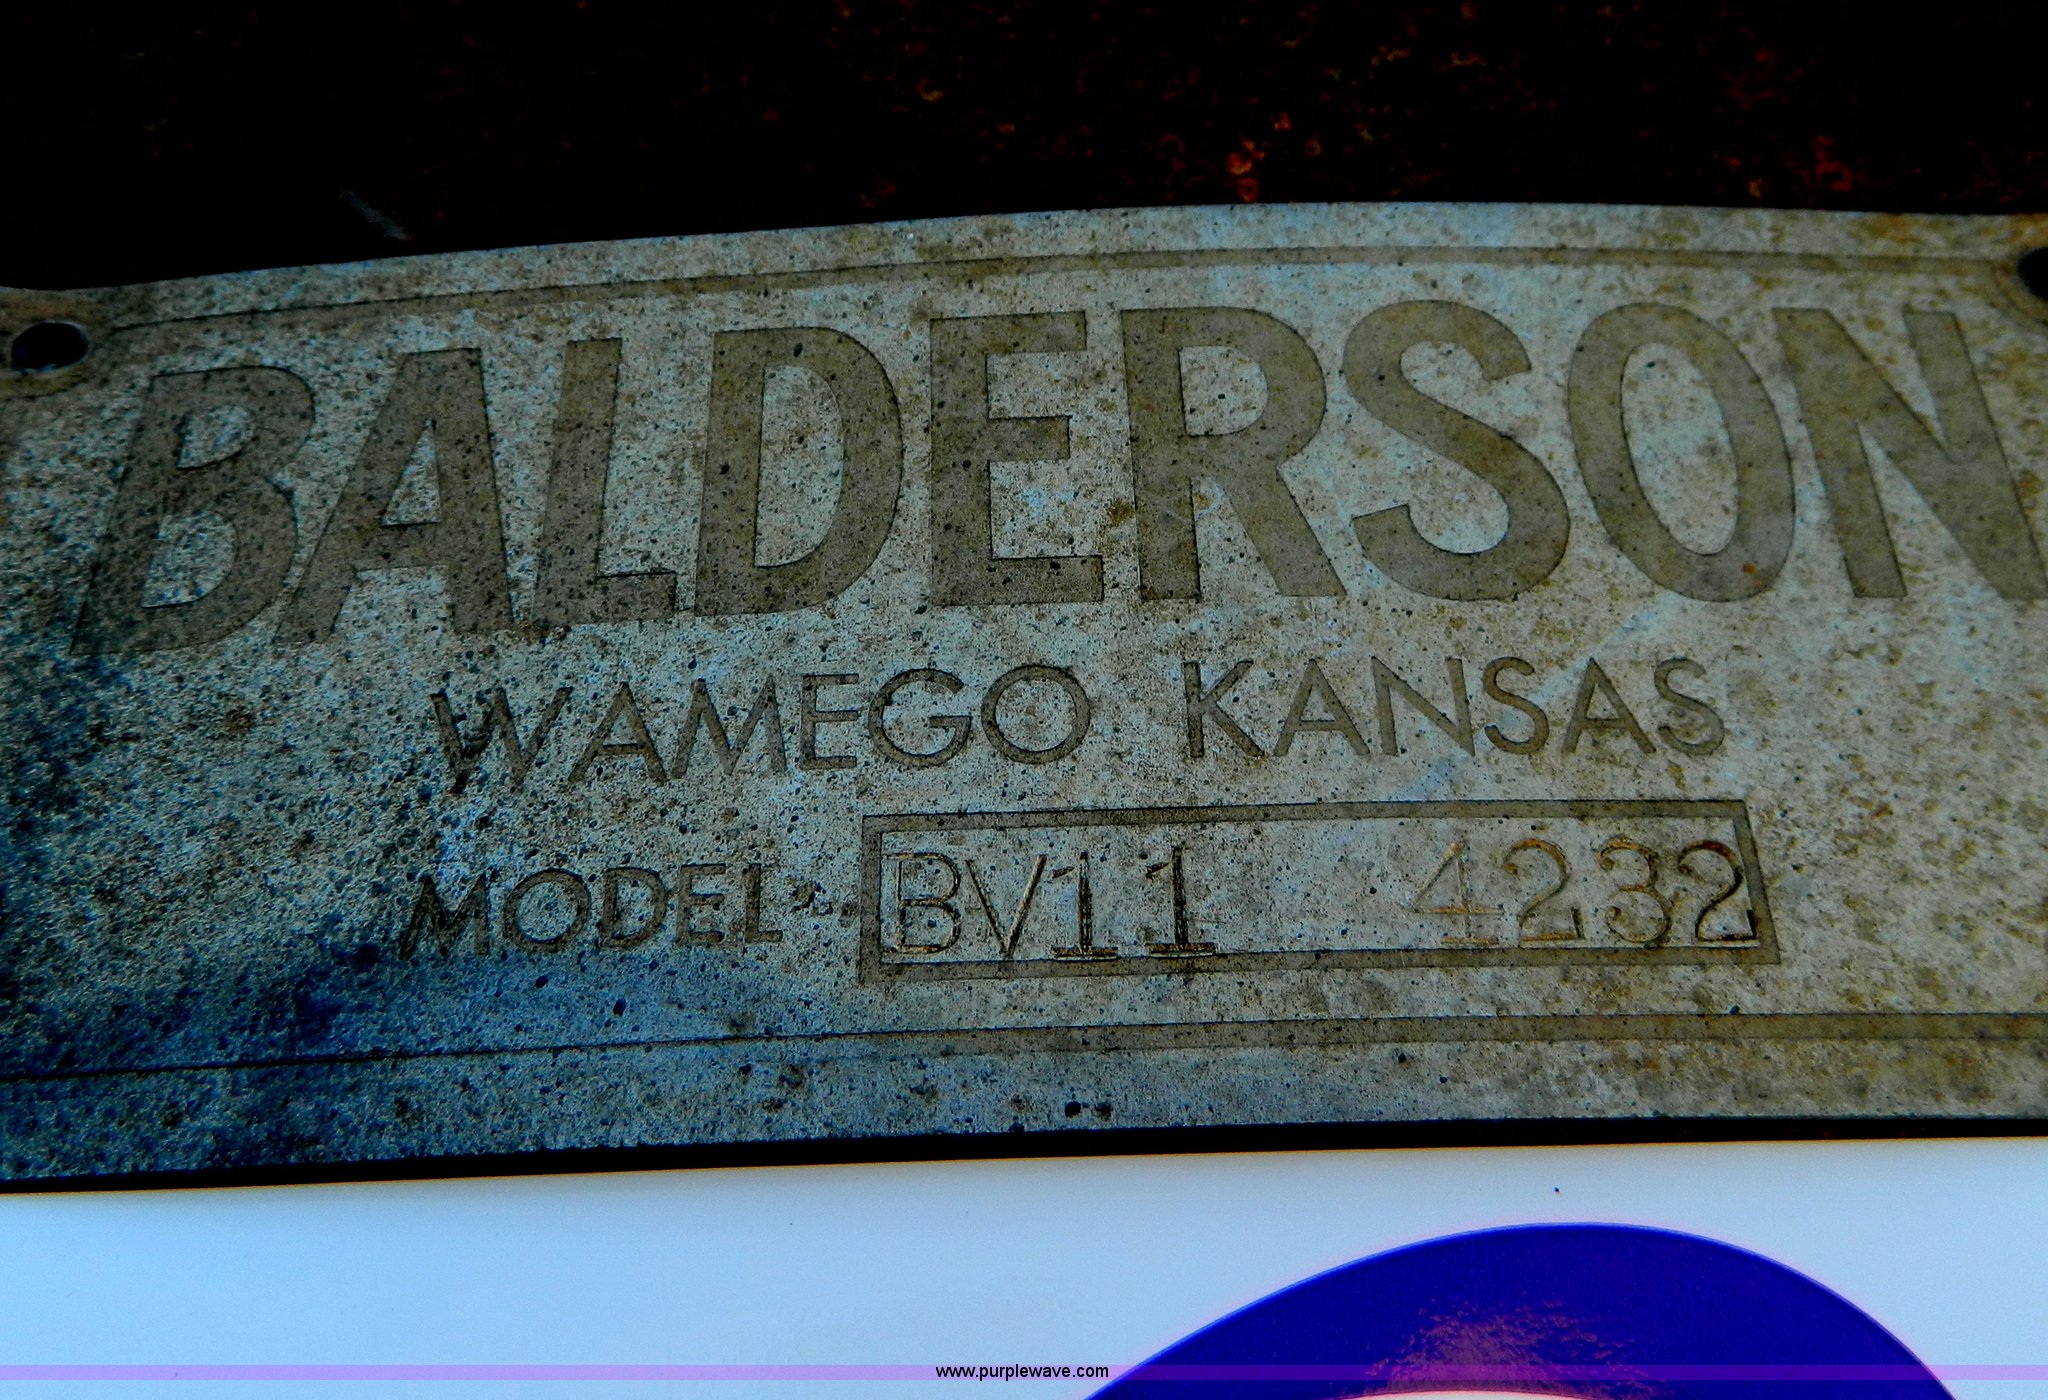 BALDERSON
WAMEGO KANSAS
MODEL BV11 4232
www.purplewave.com